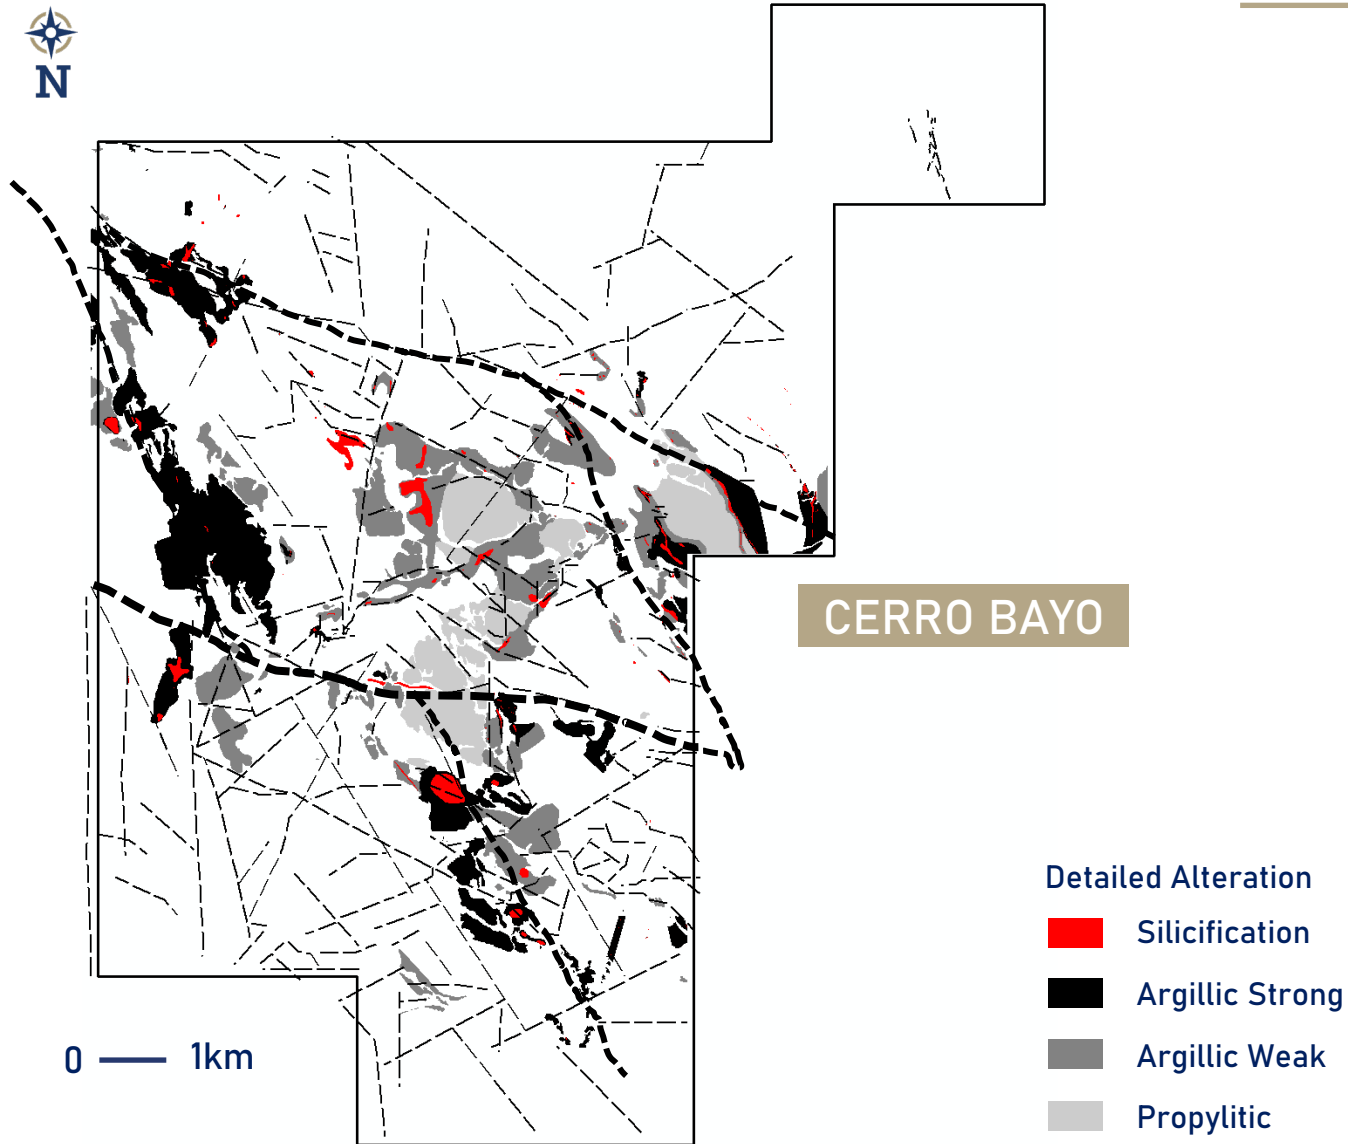 N
CERRO BAYO
Detailed Alteration
Silicification
Argillic Strong
Argillic Weak
Propylitic
0 1km